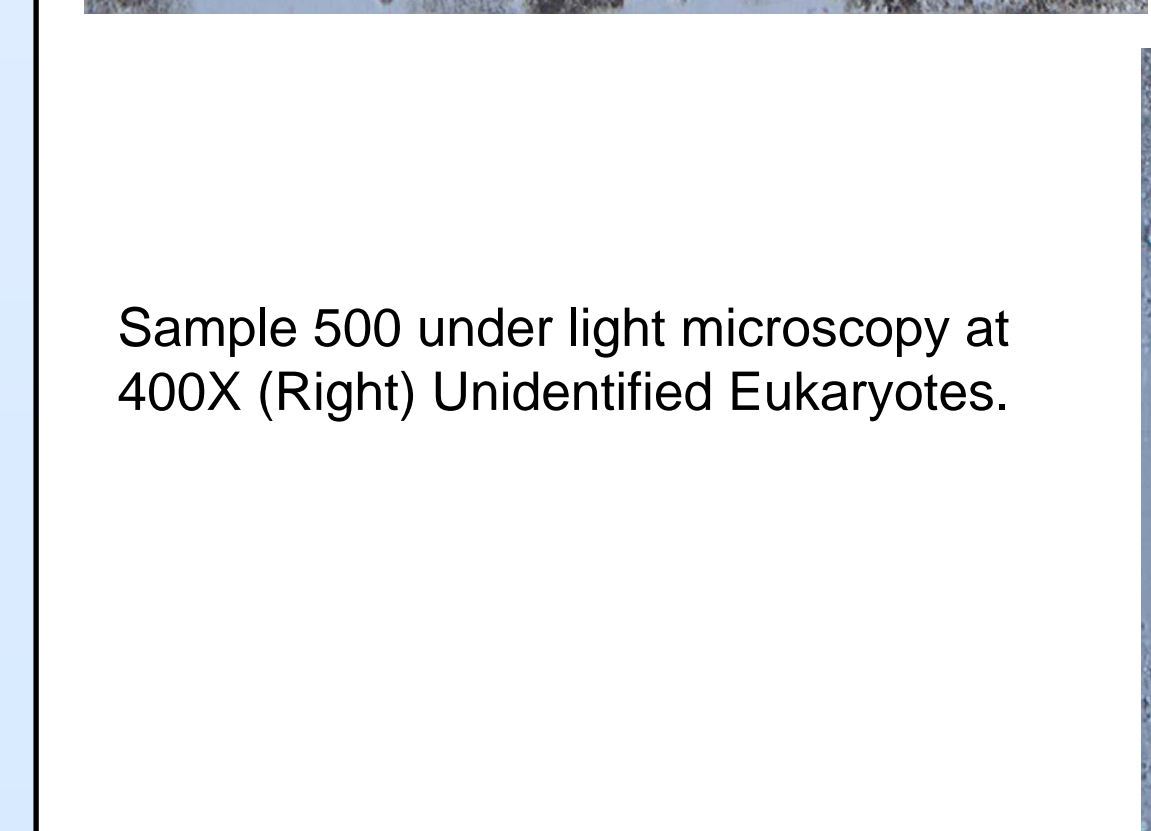 Sample 500 under light microscopy at
400X (Right) Unidentified Eukaryotes.